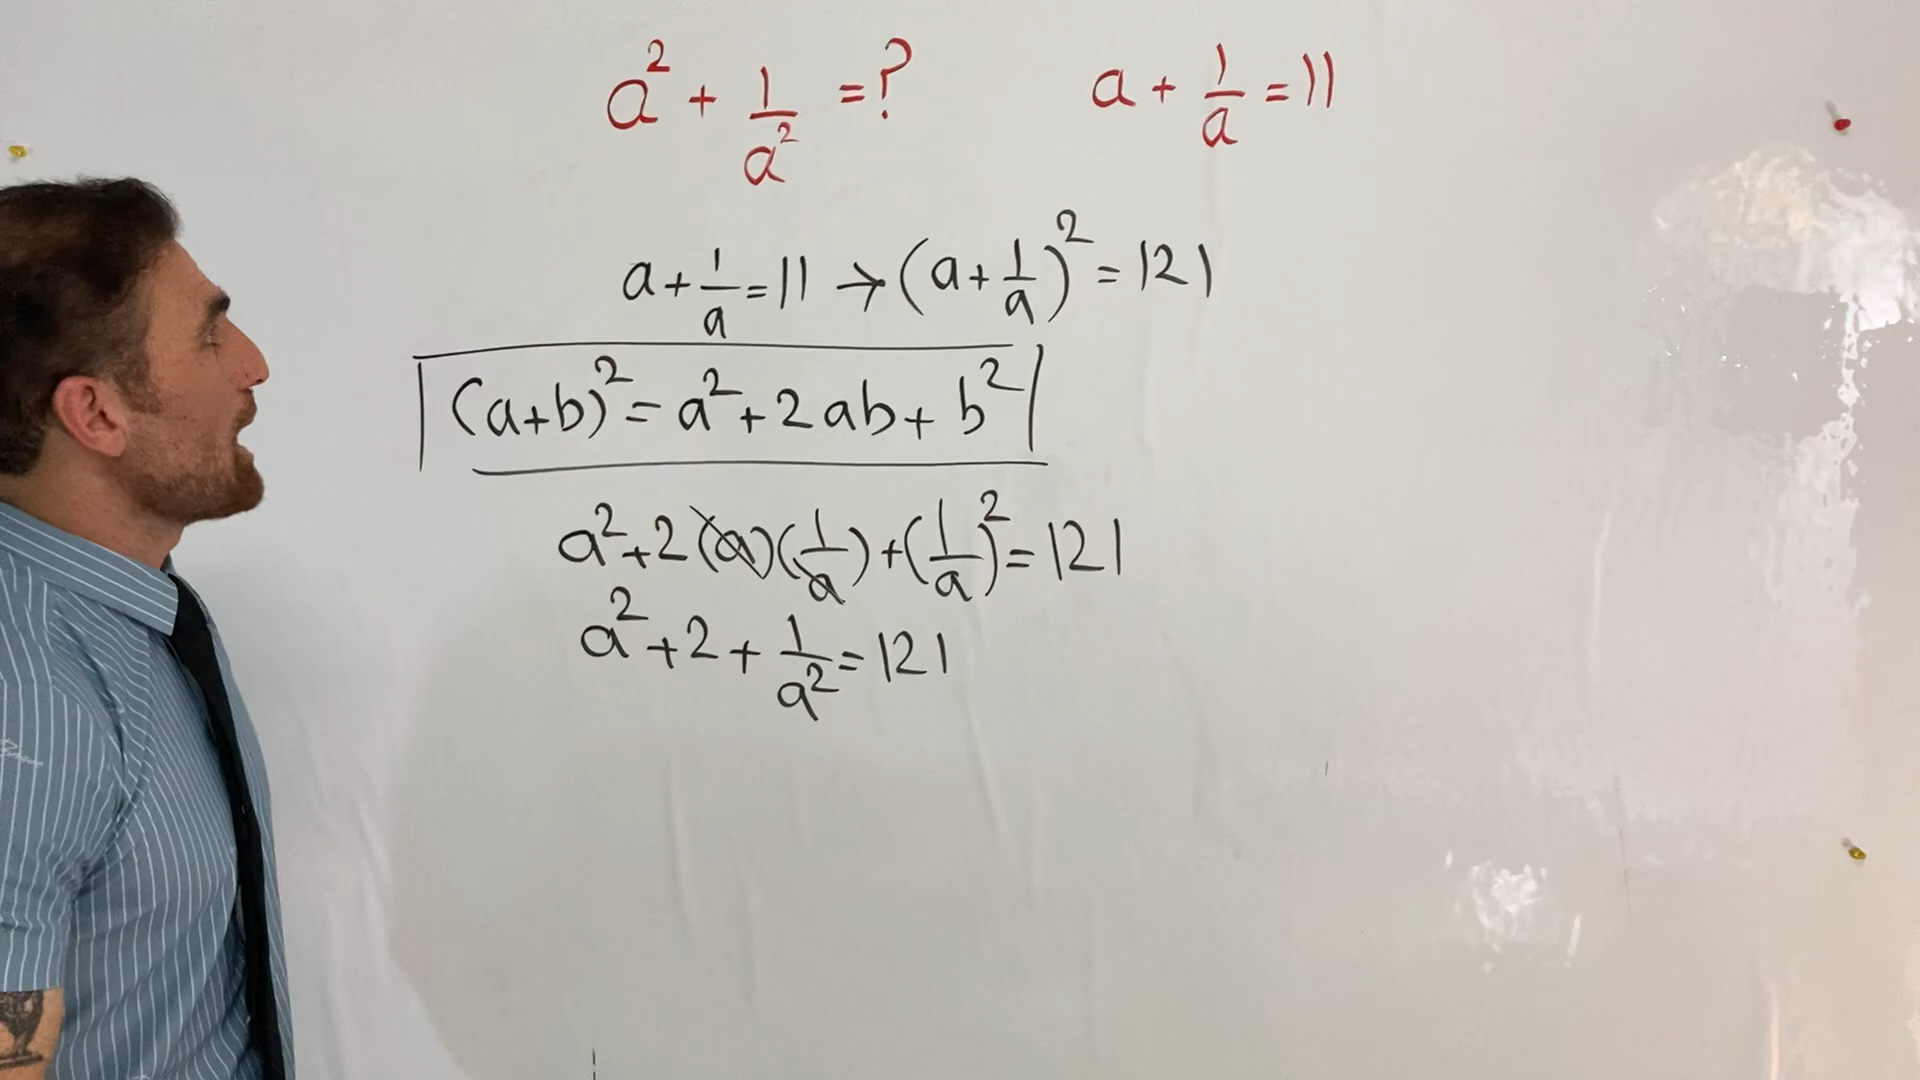 a² + 1/a² = ? a + 1/a = 11
a + 1/a = 11 → (a + 1/a)² = 121
(a+b)² = a² + 2ab + b²
a² + 2(a)(1/a) + (1/a)² = 121
a² + 2 + 1/a² = 121